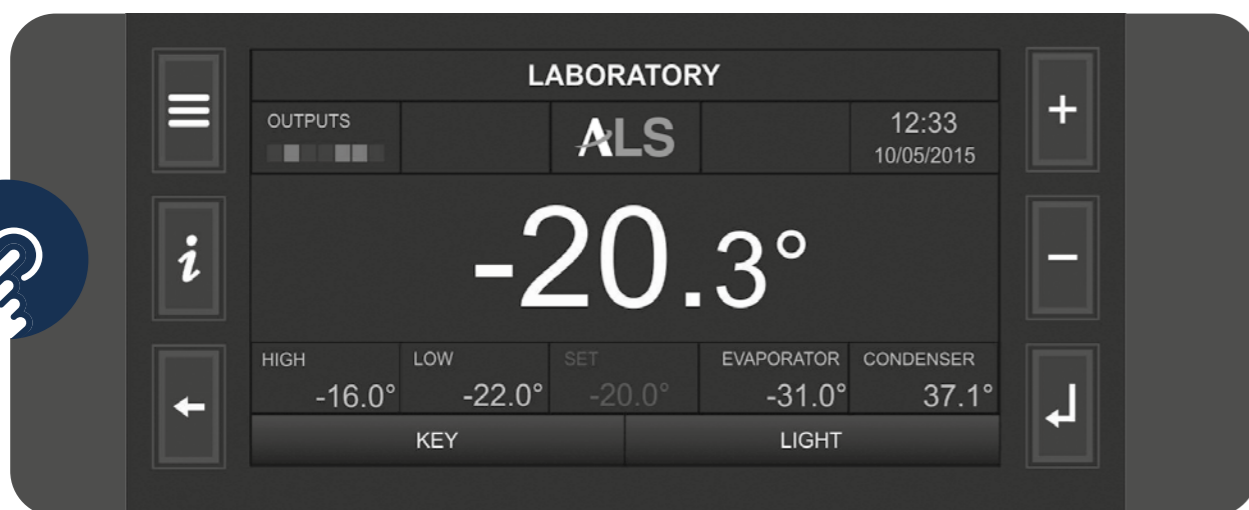 LABORATORY
OUTPUTS
ALS
12:33
10/05/2015
i
-20.3°
+
-
HIGH
-16.0°
LOW
-22.0°
SET
-20.0°
EVAPORATOR
-31.0°
CONDENSER
37.1°
KEY
LIGHT